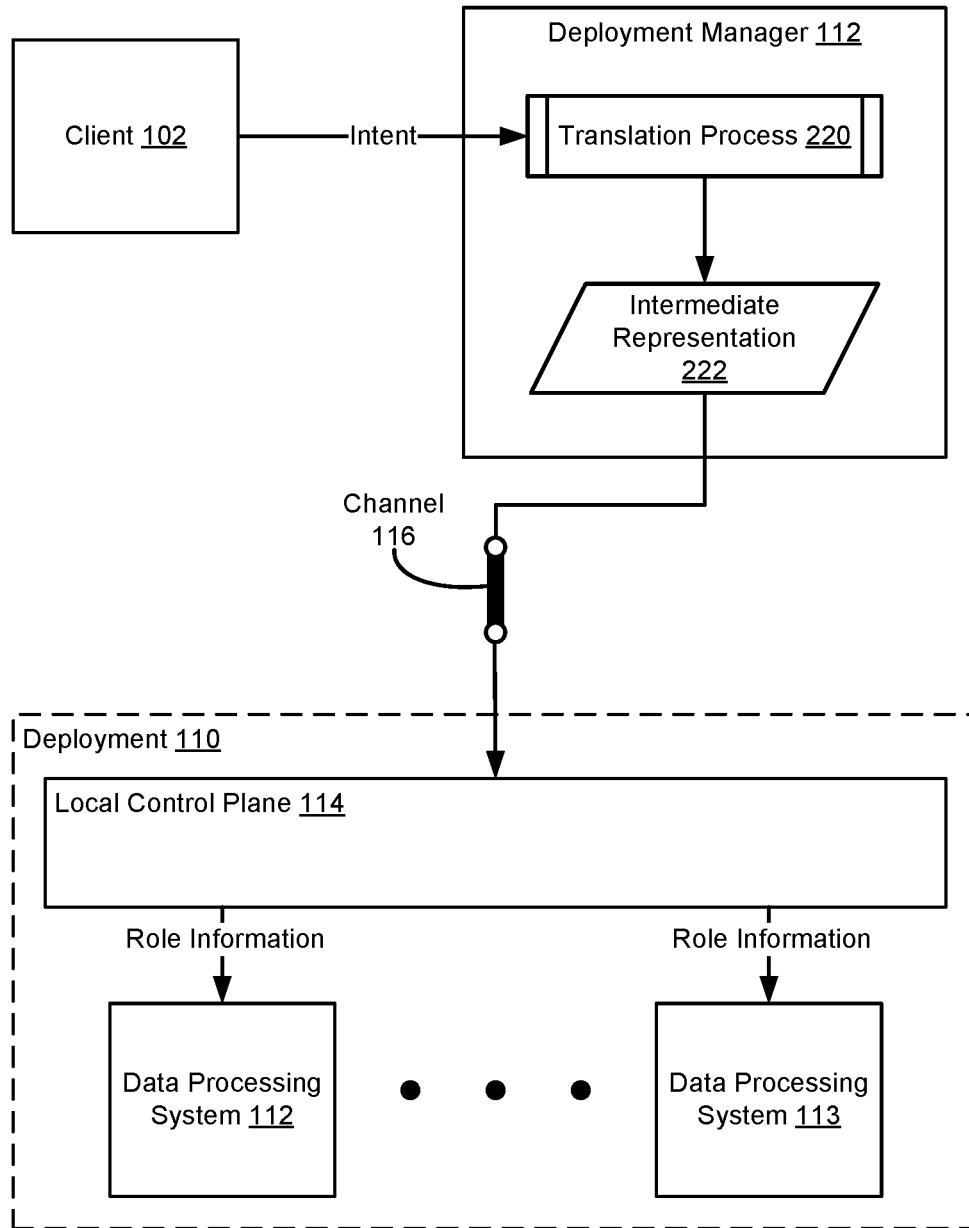 Deployment Manager 112
Client 102
Intent
Translation Process 220
Intermediate
Representation
222
Channel
116
Deployment 110
Local Control Plane 114
Role Information
Role Information
Data Processing
System 112
Data Processing
System 113